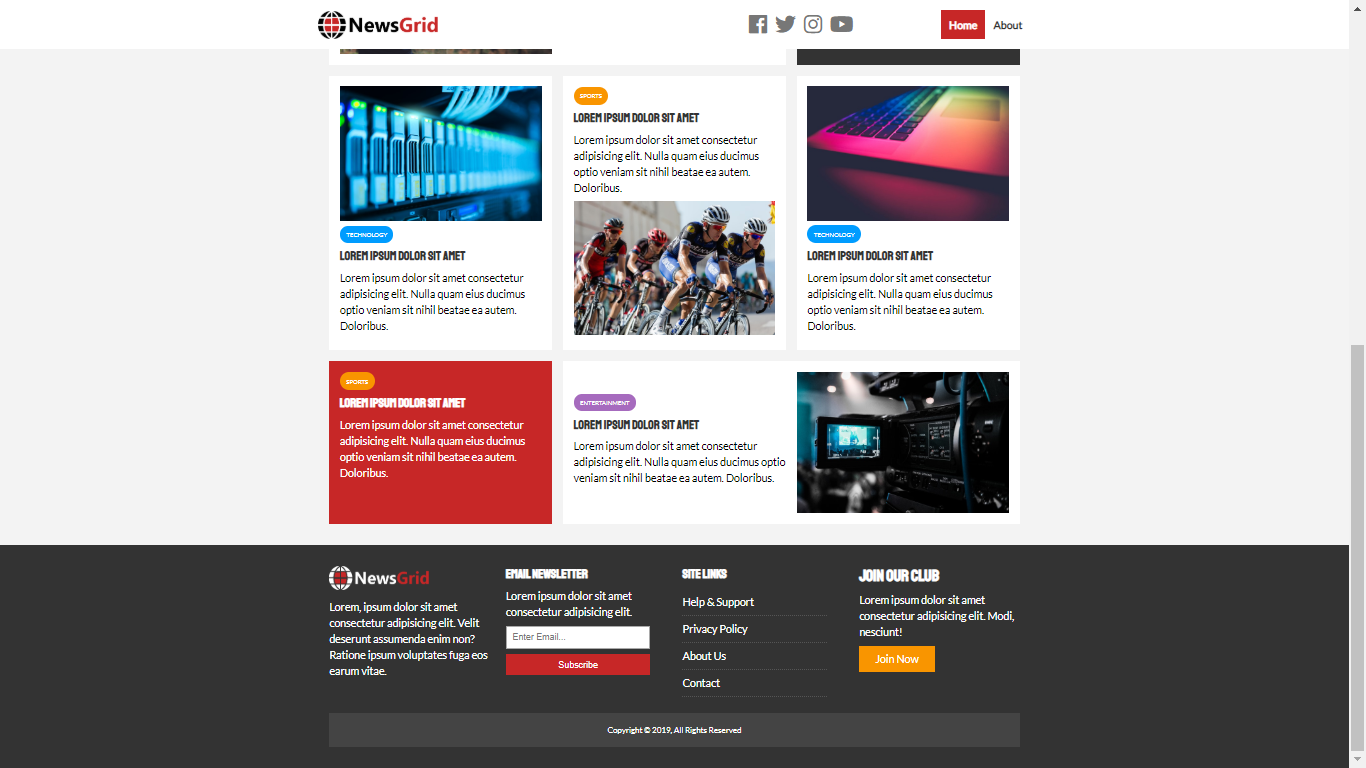 NewsGrid
Home
About
TECHNOLOGY
LOREM IPSUM DOLOR SIT AMET
Lorem ipsum dolor sit amet consectetur
adipisicing elit. Nulla quam eius ducimus
optio veniam sit nihil beatae ea autem.
Doloribus.
SPORTS
LOREM IPSUM DOLOR SIT AMET
Lorem ipsum dolor sit amet consectetur
adipisicing elit. Nulla quam eius ducimus
optio veniam sit nihil beatae ea autem.
Doloribus.
TECHNOLOGY
LOREM IPSUM DOLOR SIT AMET
Lorem ipsum dolor sit amet consectetur
adipisicing elit. Nulla quam eius ducimus
optio veniam sit nihil beatae ea autem.
Doloribus.
SPORTS
LOREM IPSUM DOLOR SIT AMET
Lorem ipsum dolor sit amet consectetur
adipisicing elit. Nulla quam eius ducimus
optio veniam sit nihil beatae ea autem.
Doloribus.
ENTERTAINMENT
LOREM IPSUM DOLOR SIT AMET
Lorem ipsum dolor sit amet consectetur
adipisicing elit. Nulla quam eius ducimus optio
veniam sit nihil beatae ea autem. Doloribus.
NewsGrid
Lorem, ipsum dolor sit amet
consectetur adipisicing elit. Velit
deserunt assumenda enim non?
Ratione ipsum voluptates fuga eos
earum vitae.
EMAIL NEWSLETTER
Lorem ipsum dolor sit amet
consectetur adipisicing elit.
Enter Email...
Subscribe
SITE LINKS
Help & Support
Privacy Policy
About Us
Contact
JOIN OUR CLUB
Lorem ipsum dolor sit amet
consectetur adipisicing elit. Modi,
nesciunt!
Join Now
Copyright © 2019, All Rights Reserved